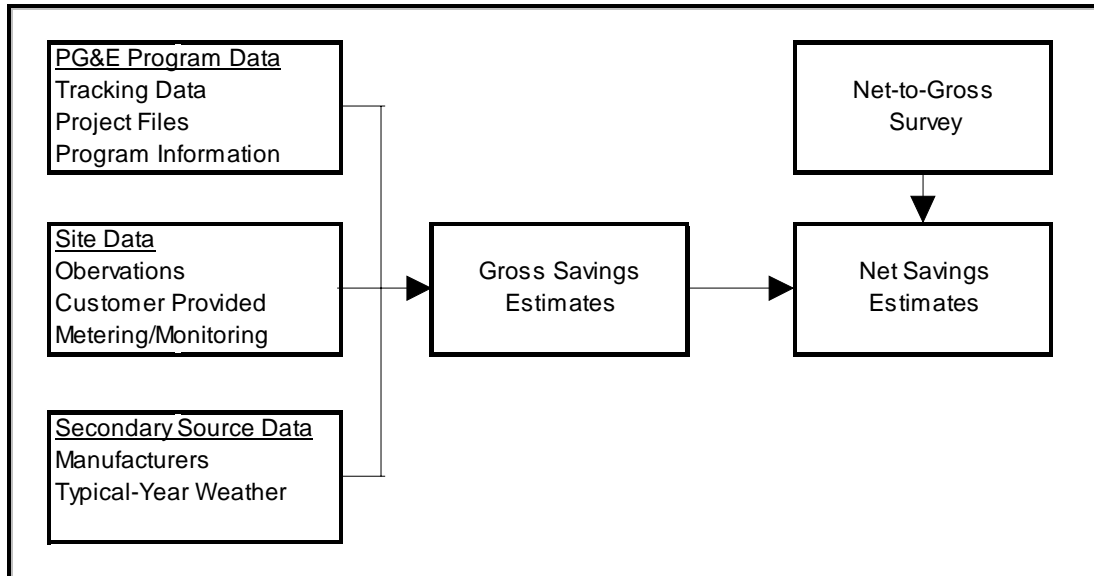 PG&E Program Data
Tracking Data
Project Files
Program Information
Net-to-Gross
Survey
Site Data
Obervations
Customer Provided
Metering/Monitoring
Gross Savings
Estimates
Net Savings
Estimates
Secondary Source Data
Manufacturers
Typical-Year Weather